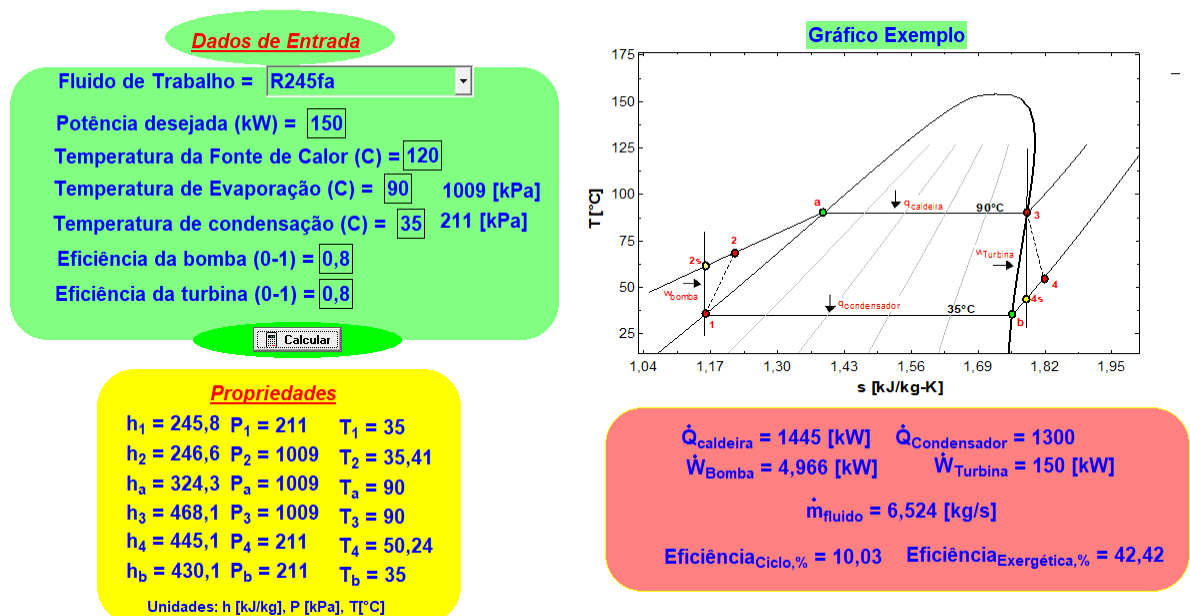 Dados de Entrada
Fluido de Trabalho = R245fa
Potência desejada (kW) = 150
Temperatura da Fonte de Calor (C) = 120
Temperatura de Evaporação (C) = 90 1009 [kPa]
Temperatura de condensação (C) = 35 211 [kPa]
Eficiência da bomba (0-1) = 0,8
Eficiência da turbina (0-1) = 0,8
Calcular
Propriedades
h1 = 245,8 P1 = 211 T1 = 35
h2 = 246,6 P2 = 1009 T2 = 35,41
ha = 324,3 Pa = 1009 Ta = 90
h3 = 468,1 P3 = 1009 T3 = 90
h4 = 445,1 P4 = 211 T4 = 50,24
hb = 430,1 Pb = 211 Tb = 35
Unidades: h [kJ/kg], P [kPa], T[°C]
Gráfico Exemplo
175
150
125
100
75
50
25
T [°C]
a
qcaldeira
90°C
3
2
2s
wbomba
wTurbina
4
4s
qcondensador
35°C
1
b
1,04 1,17 1,30 1,43 1,56 1,69 1,82 1,95
s [kJ/kg-K]
Q̇caldeira = 1445 [kW] Q̇Condensador = 1300
ẆBomba = 4,966 [kW] ẆTurbina = 150 [kW]
ṁfluido = 6,524 [kg/s]
EficiênciaCiclo,% = 10,03 EficiênciaExergética,% = 42,42